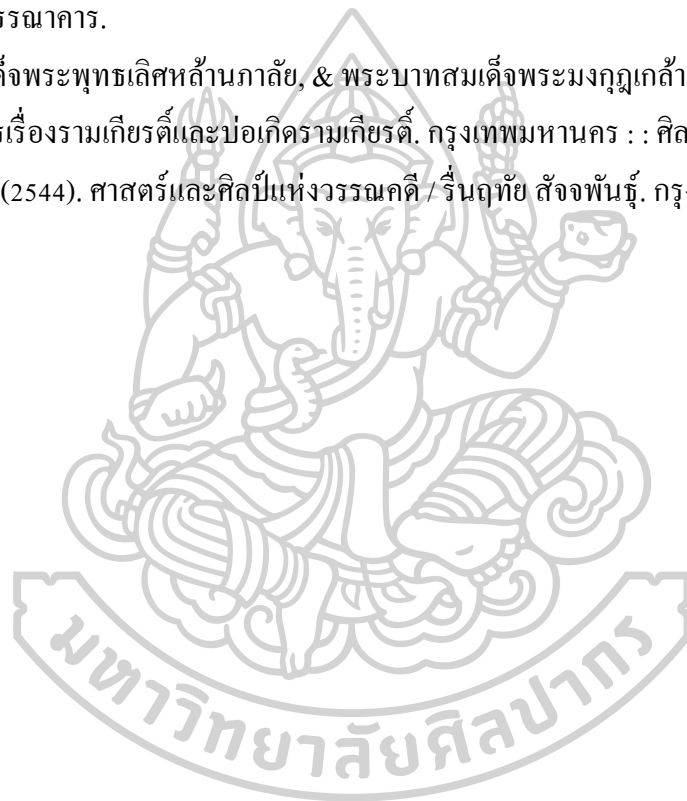 รรณาคาร.
ด็จพระพุทธเลิศหล้านภาลัย, & พระบาทสมเด็จพระมงกุฎเกล้า
รเรื่องรามเกียรติ์และบ่อเกิดรามเกียรติ์. กรุงเทพมหานคร : : ศิล
(2544). ศาสตร์และศิลป์แห่งวรรณคดี / รื่นฤทัย สัจจพันธุ์. กรุ
มหาวิทยาลัยศิลปากร